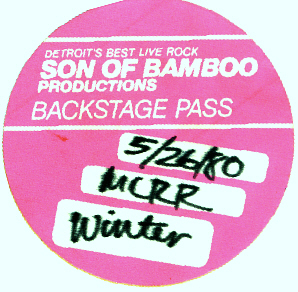 DETROIT'S BEST LIVE ROCK
SON OF BAMBOO
PRODUCTIONS
BACKSTAGE PASS
5/26/80
MCRR
Winter